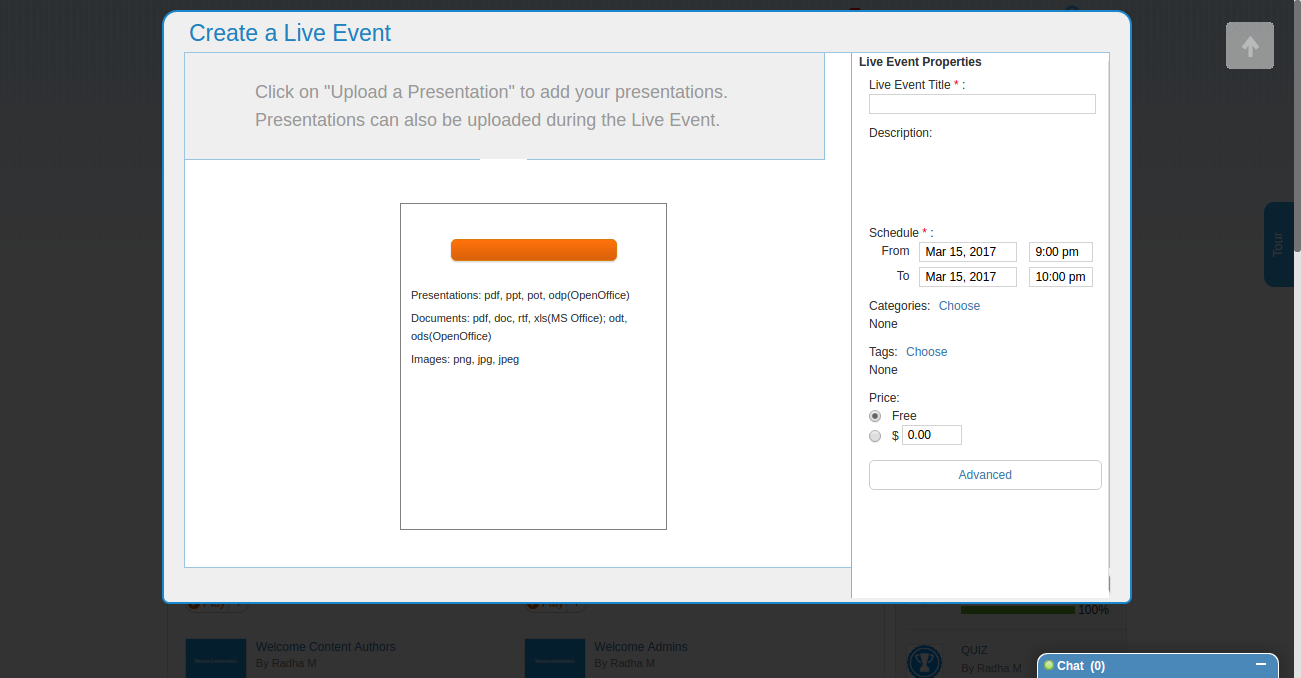 Create a Live Event
Click on "Upload a Presentation" to add your presentations.
Presentations can also be uploaded during the Live Event.
Presentations: pdf, ppt, pot, odp(OpenOffice)
Documents: pdf, doc, rtf, xls(MS Office); odt,
ods(OpenOffice)
Images: png, jpg, jpeg
Live Event Properties
Live Event Title * :
Description:
Schedule * :
From Mar 15, 2017 9:00 pm
To Mar 15, 2017 10:00 pm
Categories: Choose
None
Tags: Choose
None
Price:
Free
$ 0.00
Advanced
Tour
100%
Welcome Content Authors
By Radha M
Welcome Admins
By Radha M
QUIZ
By Radha M
Chat (0)